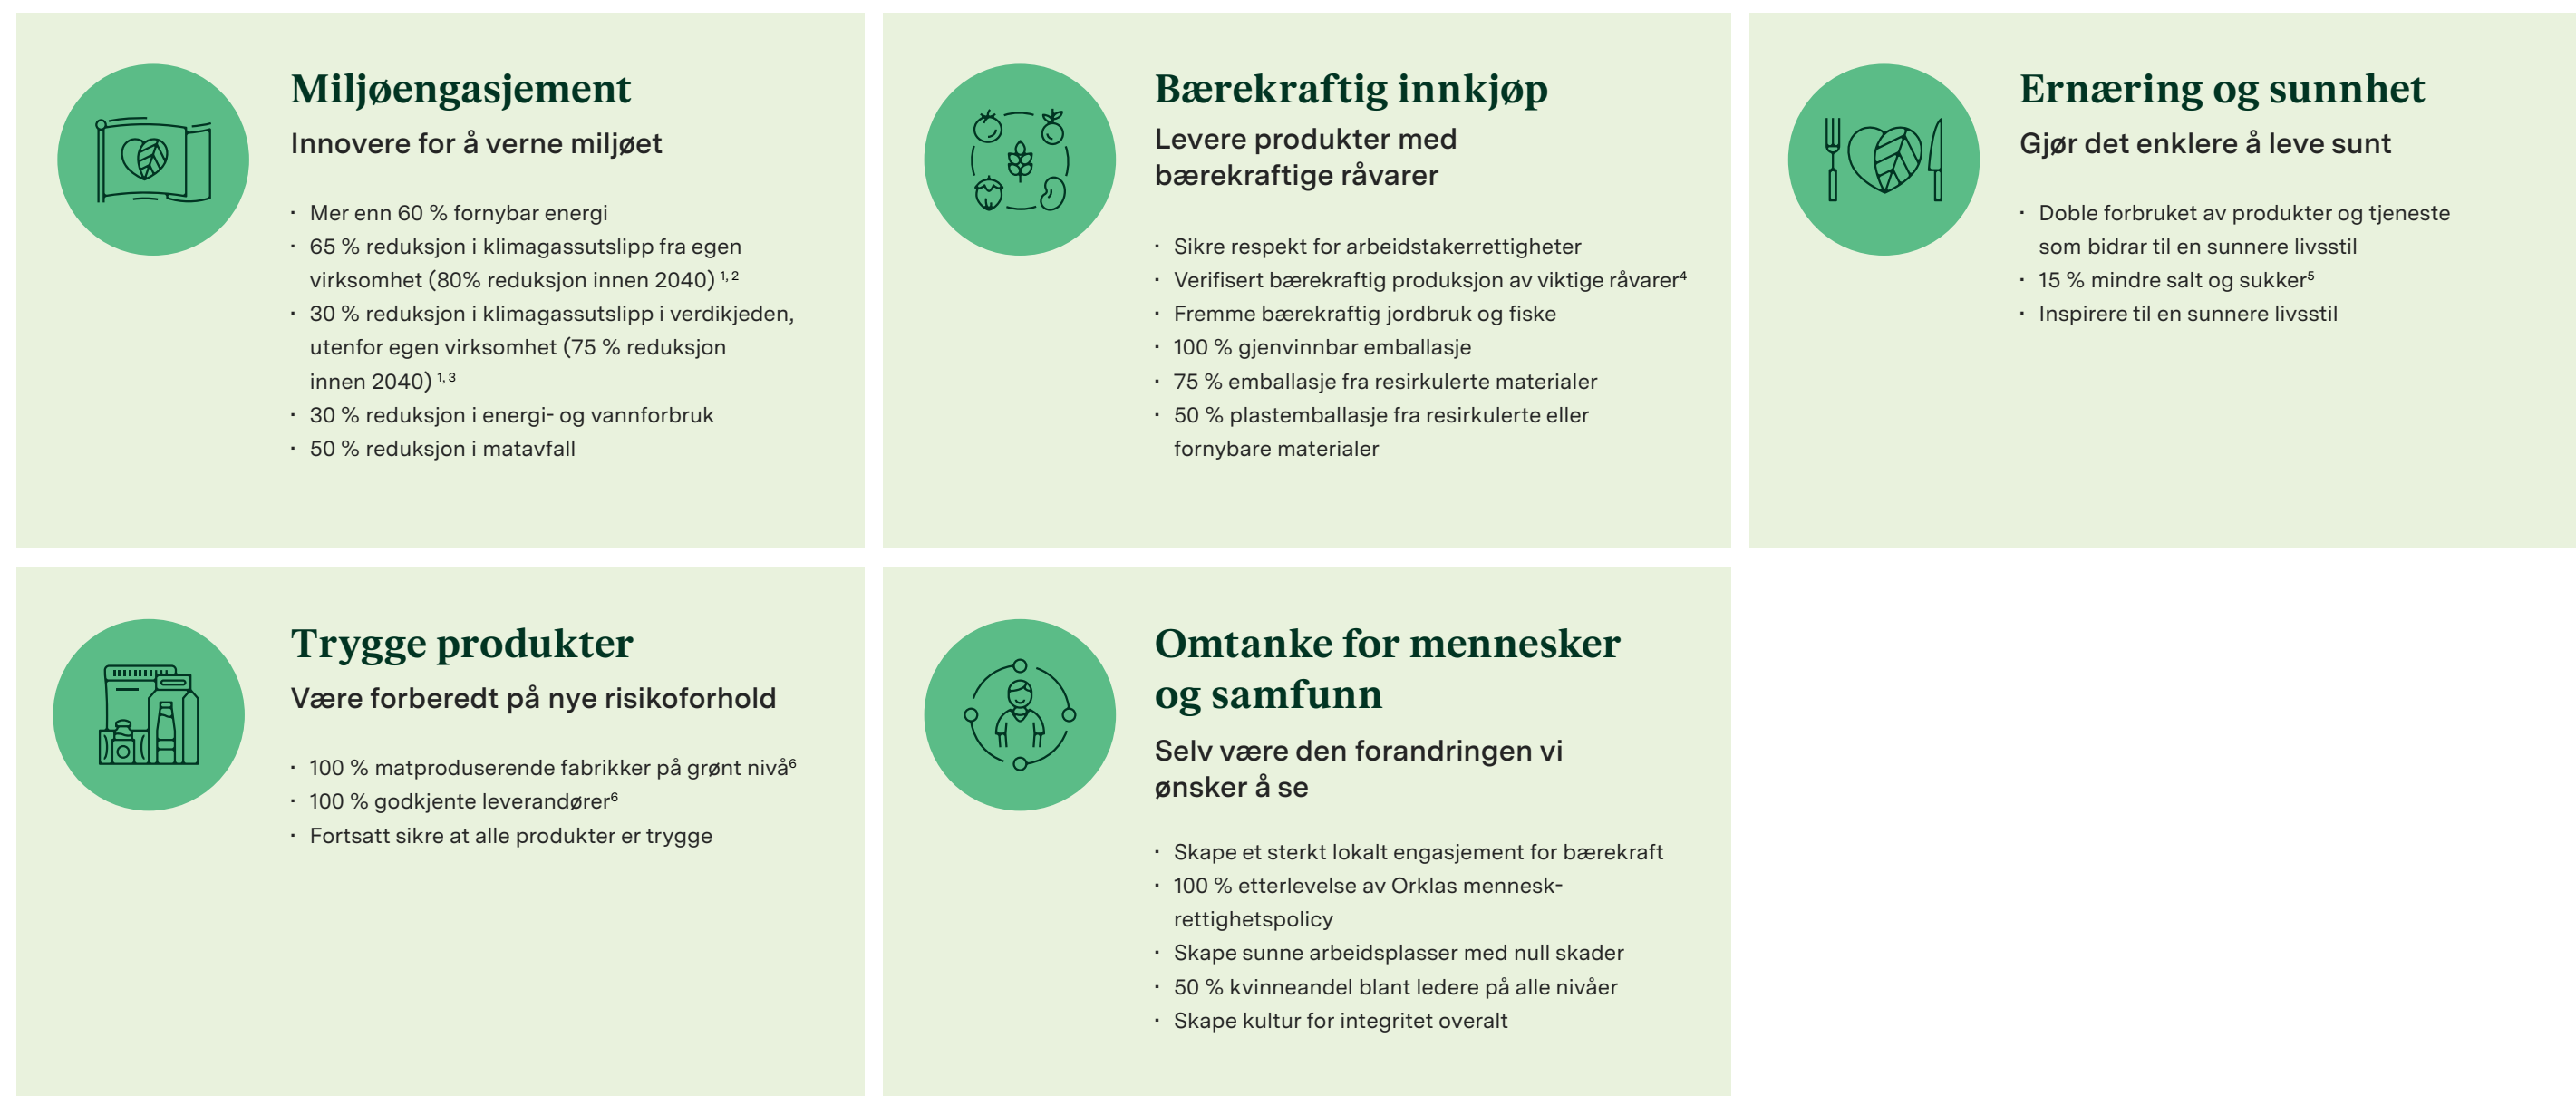 Miljøengasjement
Innovere for å verne miljøet
· Mer enn 60 % fornybar energi
· 65 % reduksjon i klimagassutslipp fra egen
virksomhet (80% reduksjon innen 2040) ¹,²
· 30 % reduksjon i klimagassutslipp i verdikjeden,
utenfor egen virksomhet (75 % reduksjon
innen 2040) ¹,³
· 30 % reduksjon i energi- og vannforbruk
· 50 % reduksjon i matavfall
Bærekraftig innkjøp
Levere produkter med
bærekraftige råvarer
· Sikre respekt for arbeidstakerrettigheter
· Verifisert bærekraftig produksjon av viktige råvarer⁴
· Fremme bærekraftig jordbruk og fiske
· 100 % gjenvinnbar emballasje
· 75 % emballasje fra resirkulerte materialer
· 50 % plastemballasje fra resirkulerte eller
fornybare materialer
Ernæring og sunnhet
Gjør det enklere å leve sunt
· Doble forbruket av produkter og tjeneste
som bidrar til en sunnere livsstil
· 15 % mindre salt og sukker⁵
· Inspirere til en sunnere livsstil
Trygge produkter
Være forberedt på nye risikoforhold
· 100 % matproduserende fabrikker på grønt nivå⁶
· 100 % godkjente leverandører⁶
· Fortsatt sikre at alle produkter er trygge
Omtanke for mennesker
og samfunn
Selv være den forandringen vi
ønsker å se
· Skape et sterkt lokalt engasjement for bærekraft
· 100 % etterlevelse av Orklas mennesk-
rettighetspolicy
· Skape sunne arbeidsplasser med null skader
· 50 % kvinneandel blant ledere på alle nivåer
· Skape kultur for integritet overalt